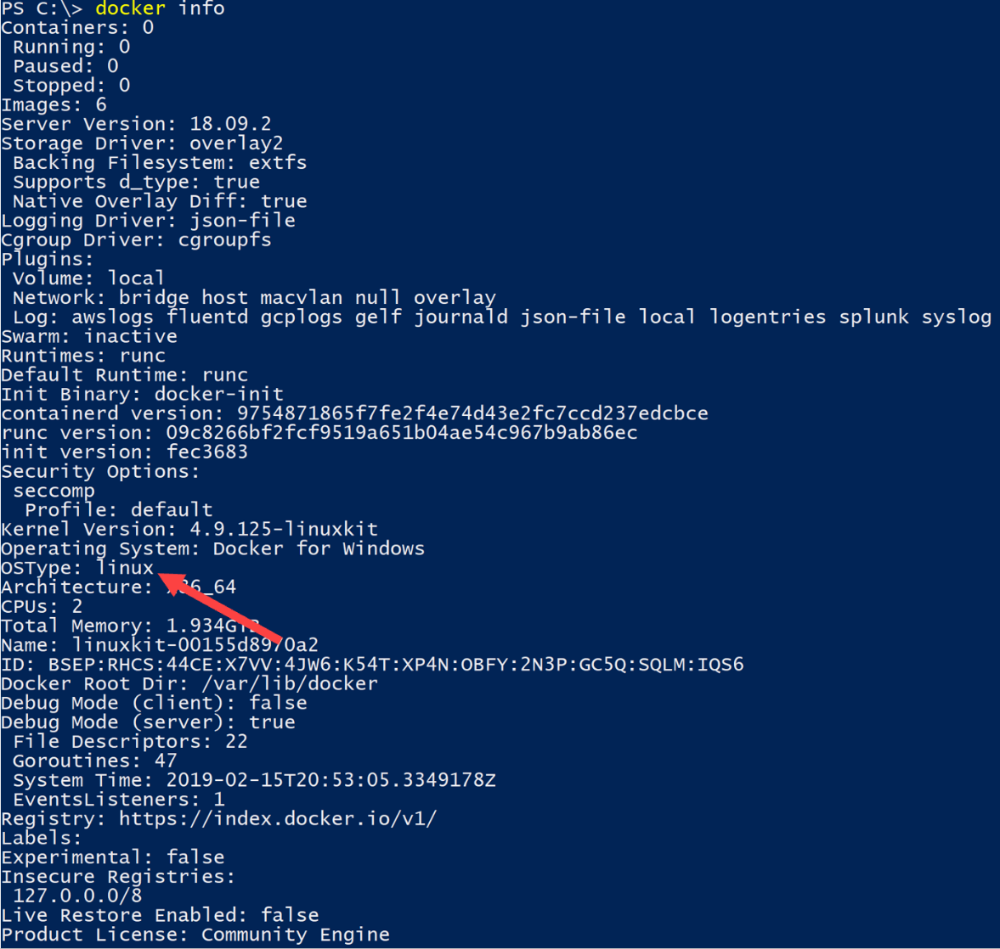 PS C:\> docker info
Containers: 0
Running: 0
Paused: 0
Stopped: 0
Images: 6
Server Version: 18.09.2
Storage Driver: overlay2
Backing Filesystem: extfs
Supports d_type: true
Native Overlay Diff: true
Logging Driver: json-file
Cgroup Driver: cgroupfs
Plugins:
Volume: local
Network: bridge host macvlan null overlay
Log: awslogs fluentd gcplogs gelf journald json-file local logentries splunk syslog
Swarm: inactive
Runtimes: runc
Default Runtime: runc
Init Binary: docker-init
containerd version: 9754871865f7fe2f4e74d43e2fc7ccd237edcbce
runc version: 09c8266bf2fcf9519a651b04ae54c967b9ab86ec
init version: fec3683
Security Options:
seccomp
Profile: default
Kernel Version: 4.9.125-linuxkit
Operating System: Docker for Windows
OSType: linux
Architecture: x86_64
CPUs: 2
Total Memory: 1.934GiB
Name: linuxkit-00155d8970a2
ID: BSEP:RHCS:44CE:X7VV:4JW6:K54T:XP4N:OBFY:2N3P:GC5Q:SQLM:IQS6
Docker Root Dir: /var/lib/docker
Debug Mode (client): false
Debug Mode (server): true
File Descriptors: 22
Goroutines: 47
System Time: 2019-02-15T20:53:05.3349178Z
EventsListeners: 1
Registry: https://index.docker.io/v1/
Labels:
Experimental: false
Insecure Registries:
127.0.0.0/8
Live Restore Enabled: false
Product License: Community Engine